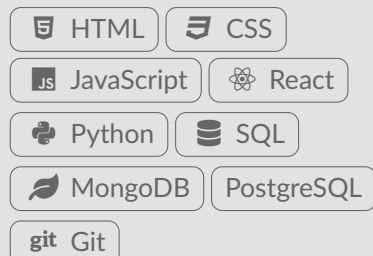 HTML CSS
JS JavaScript React
Python SQL
MongoDB PostgreSQL
git Git